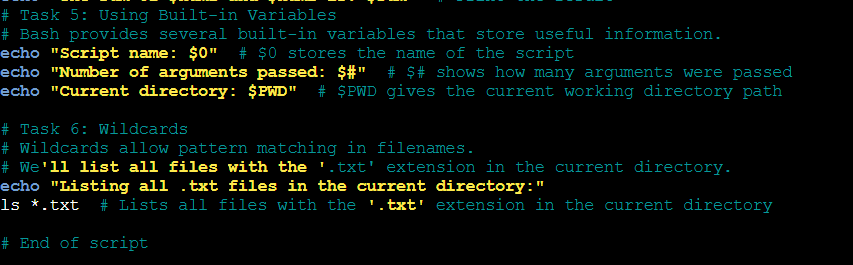 # Task 5: Using Built-in Variables
# Bash provides several built-in variables that store useful information.
echo "Script name: $0"  # $0 stores the name of the script
echo "Number of arguments passed: $#"  # $# shows how many arguments were passed
echo "Current directory: $PWD"  # $PWD gives the current working directory path
# Task 6: Wildcards
# Wildcards allow pattern matching in filenames.
# We'll list all files with the '.txt' extension in the current directory.
echo "Listing all .txt files in the current directory:"
ls *.txt  # Lists all files with the '.txt' extension in the current directory
# End of script